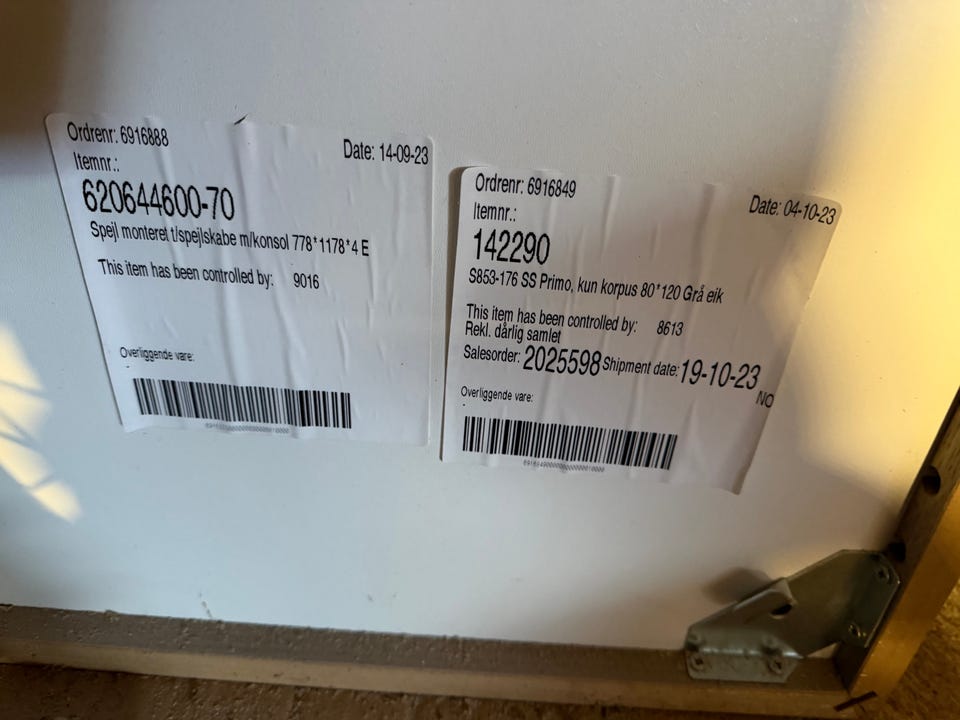 Ordrenr: 6916888
Date: 14-09-23
Itemnr.:
620644600-70
Spejl monteret t/spejlskabe m/konsol 778*1178*4 E
This item has been controlled by: 9016
Overliggende vare:
Ordrenr: 6916849
Date: 04-10-23
Itemnr.:
142290
S853-176 SS Primo, kun korpus 80*120 Grå eik
This item has been controlled by: 8613
Rekl. dårlig samlet
Salesorder: 2025598 Shipment date: 19-10-23
NO
Overliggende vare:
-